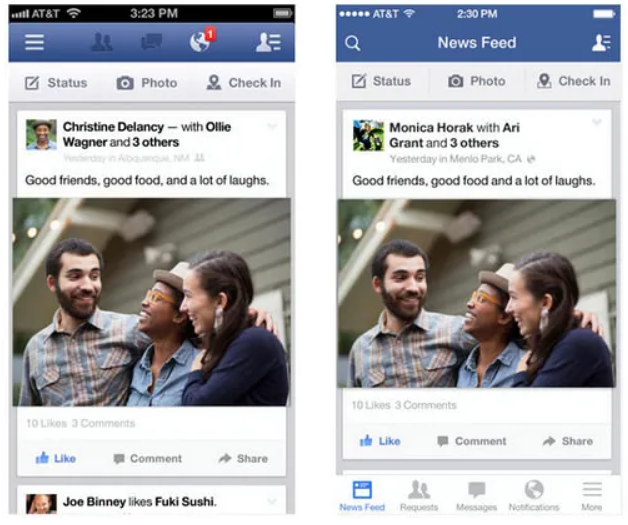 AT&T 3:23 PM
1
Status Photo Check In
Christine Delancy — with Ollie
Wagner and 3 others
Yesterday in Albuquerque, NM
Good friends, good food, and a lot of laughs.
10 Likes 3 Comments
Like Comment Share
Joe Binney likes Fuki Sushi.
AT&T 2:30 PM
News Feed
Status Photo Check In
Monica Horak with Ari
Grant and 3 others
Yesterday in Menlo Park, CA
Good friends, good food and a lot of laughs.
10 Likes 3 Comments
Like Comment Share
News Feed Requests Messages Notifications More